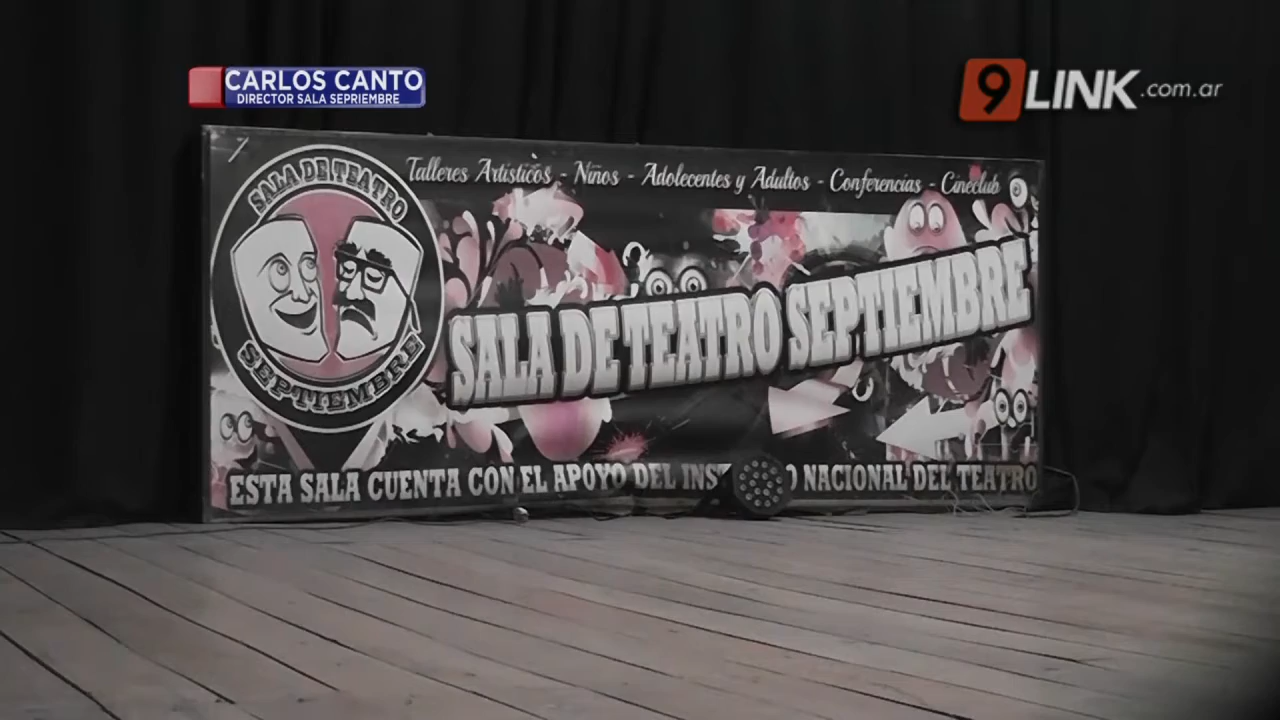 CARLOS CANTO
DIRECTOR SALA SEPRIEMBRE
9LINK.com.ar
Talleres Artísticos - Niños - Adolecentes y Adultos - Conferencias - Cineclub
SALA DE TEATRO
SEPTIEMBRE
SALA DE TEATRO SEPTIEMBRE
ESTA SALA CUENTA CON EL APOYO DEL NACIONAL DEL TEATRO